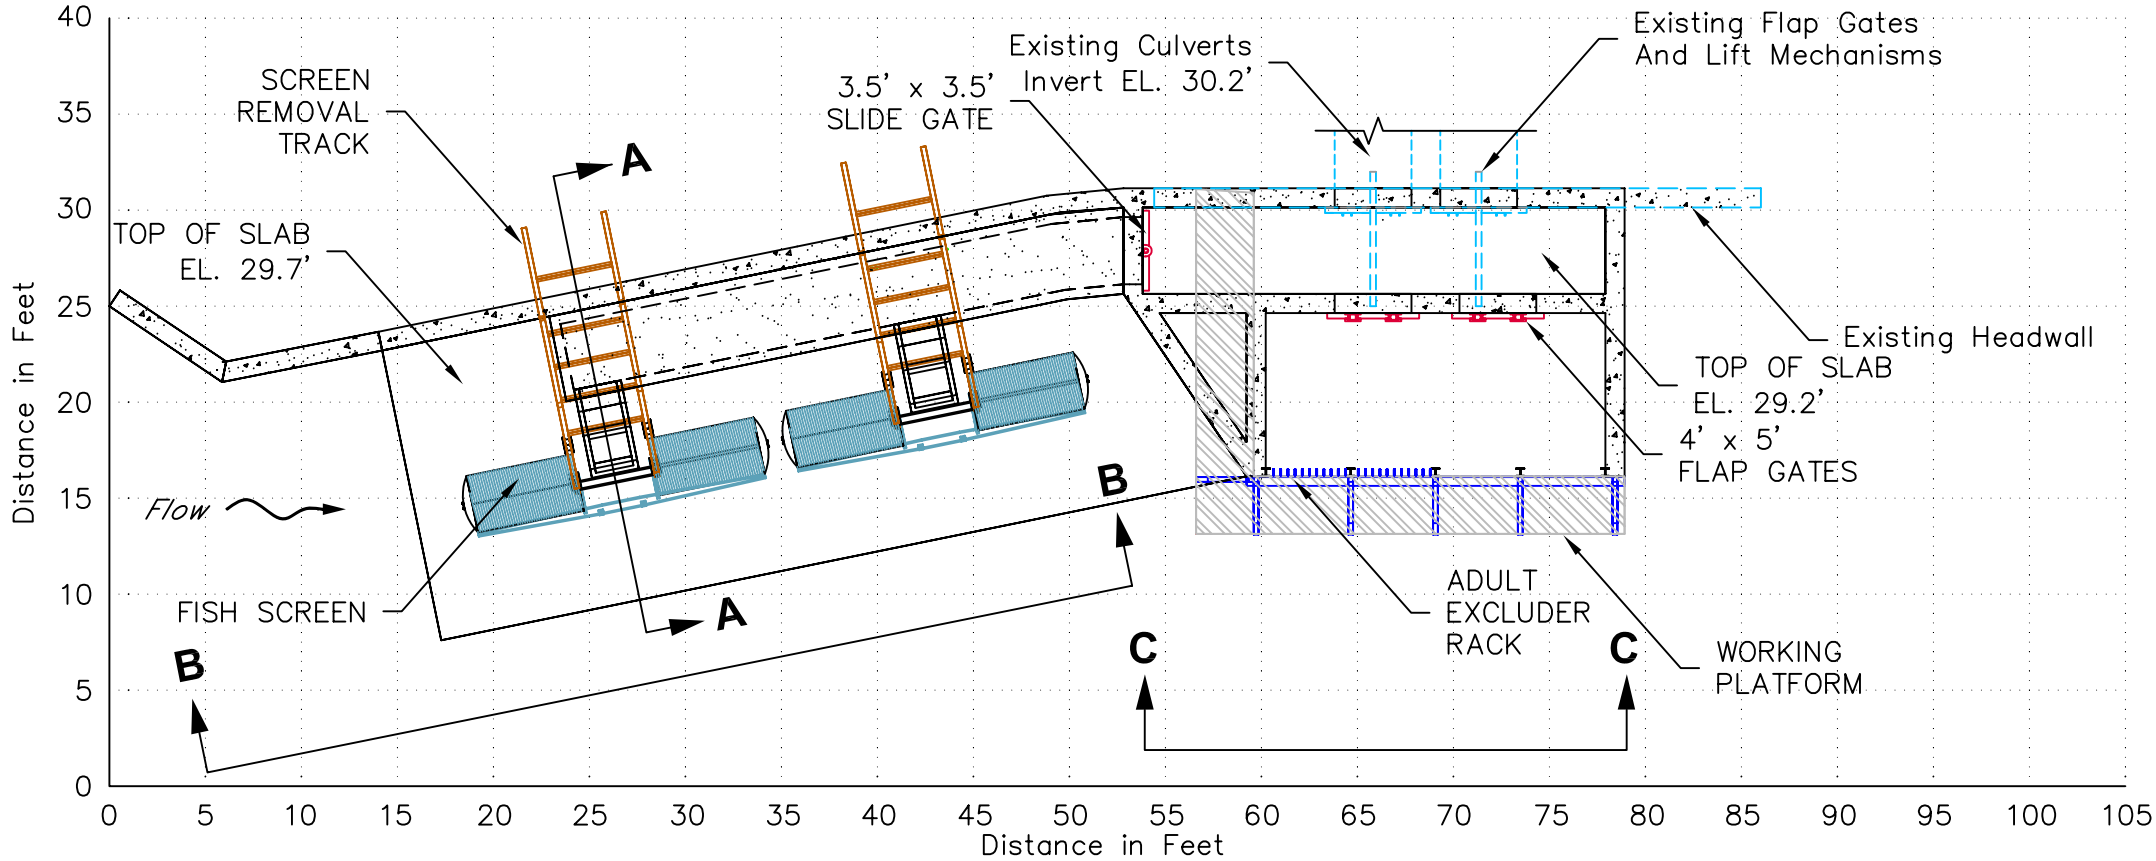 40
35
30
25
20
15
10
5
0
Distance in Feet
SCREEN
REMOVAL
TRACK
A
3.5’ x 3.5’
SLIDE GATE
Existing Culverts
Invert EL. 30.2’
Existing Flap Gates
And Lift Mechanisms
TOP OF SLAB
EL. 29.7’
Existing Headwall
TOP OF SLAB
EL. 29.2’
4’ x 5’
FLAP GATES
Flow
B
FISH SCREEN
A
ADULT
EXCLUDER
RACK
B
C
C
WORKING
PLATFORM
0 5 10 15 20 25 30 35 40 45 50 55 60 65 70 75 80 85 90 95 100 105
Distance in Feet